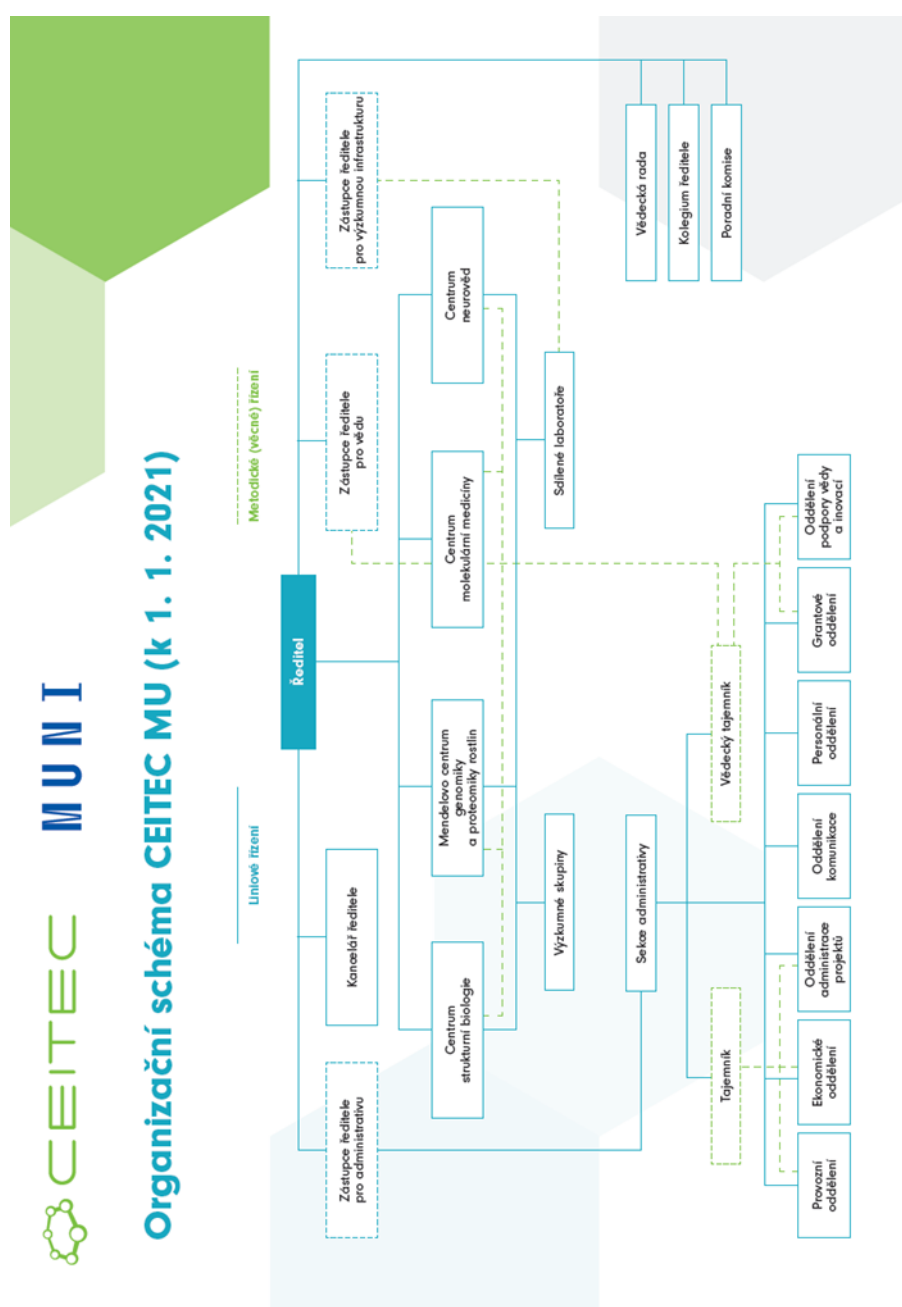 CEITEC
MUNI
Organizační schéma CEITEC MU (k 1. 1. 2021)
Liniové řízení
Metodické (věcné) řízení
Ředitel
Zástupce ředitele
pro administrativu
Kancelář ředitele
Zástupce ředitele
pro vědu
Zástupce ředitele
pro výzkumnou infrastrukturu
Centrum
strukturní biologie
Mendelovo centrum
genomiky
a proteomiky rostlin
Centrum
molekulární medicíny
Centrum
neurověd
Výzkumné skupiny
Sdílené laboratoře
Sekce administrativy
Vědecká rada
Kolegium ředitele
Poradní komise
Tajemník
Vědecký tajemník
Provozní
oddělení
Ekonomické
oddělení
Oddělení
administrace
projektů
Oddělení
komunikace
Personální
oddělení
Grantové
oddělení
Oddělení
podpory vědy
a inovací